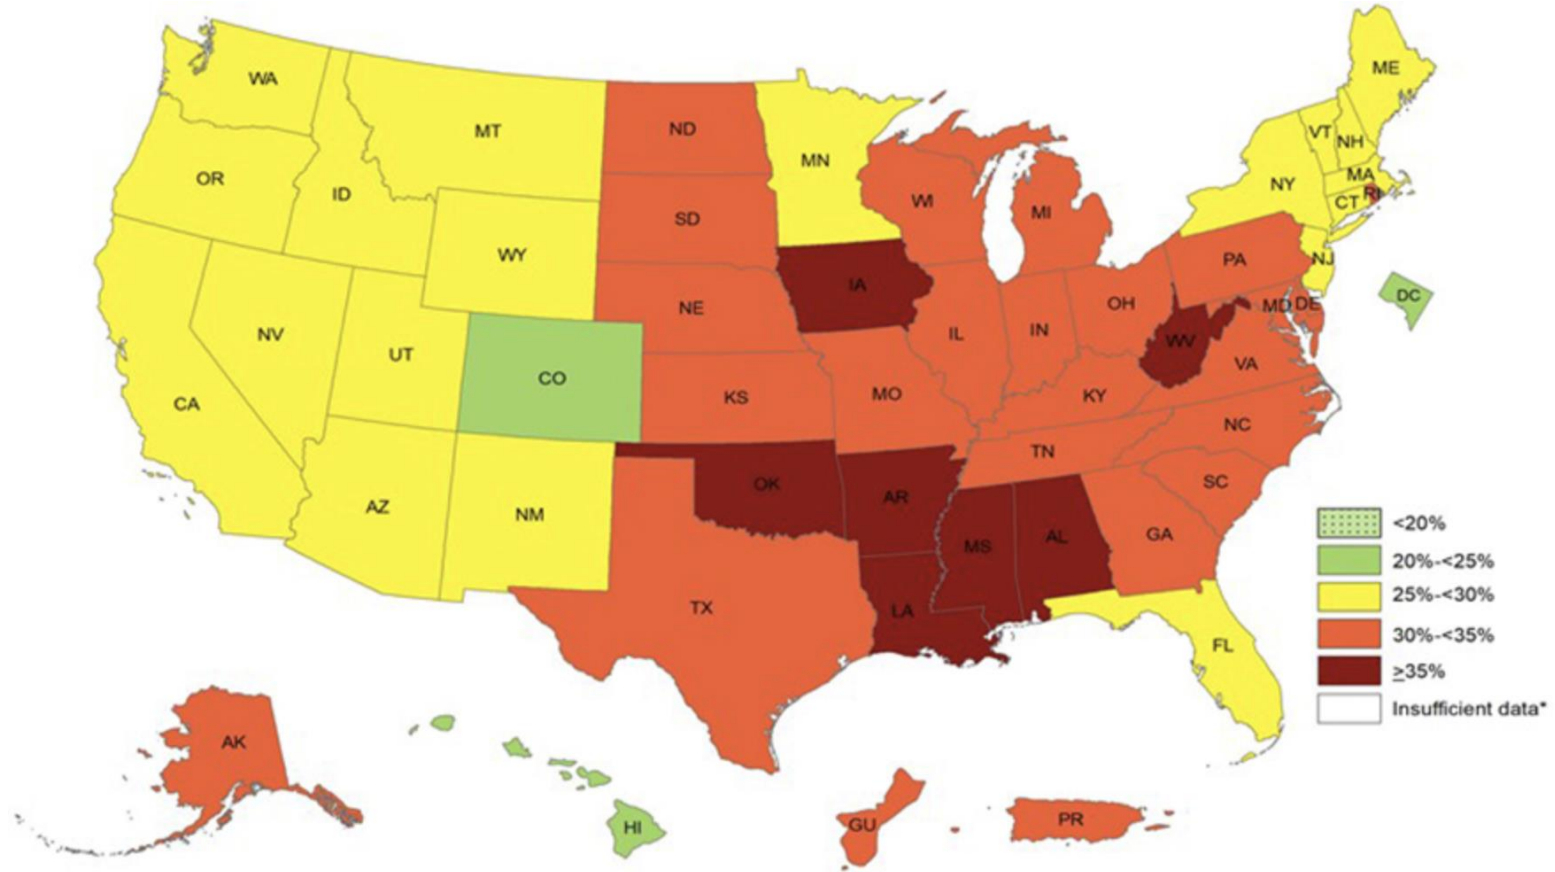 WA
MT
ND
MN
ME
VT
NH
OR
ID
SD
WI
MI
NY
MA
CT
RI
WY
IA
NE
PA
NJ
NV
UT
CO
IL
IN
OH
MD
DE
DC
WV
VA
CA
KS
MO
KY
NC
TN
AZ
NM
OK
AR
SC
MS
AL
GA
TX
LA
FL
<20%
20%-<25%
25%-<30%
30%-<35%
≥35%
Insufficient data*
AK
HI
GU
PR